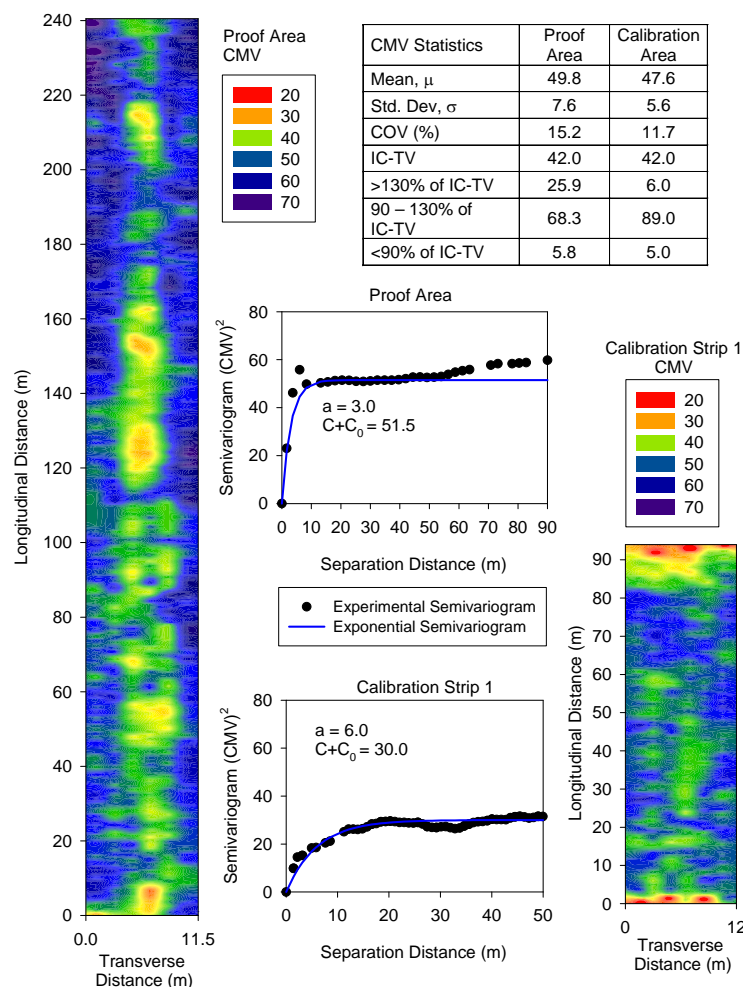 Proof Area
CMV
20
30
40
50
60
70
CMV Statistics
Proof
Area
Calibration
Area
Mean, μ
49.8
47.6
Std. Dev, σ
7.6
5.6
COV (%)
15.2
11.7
IC-TV
42.0
42.0
>130% of IC-TV
25.9
6.0
90 – 130% of
IC-TV
68.3
89.0
<90% of IC-TV
5.8
5.0
Longitudinal Distance (m)
240
220
200
180
160
140
120
100
80
60
40
20
0
0.0
11.5
Transverse
Distance (m)
Proof Area
Semivariogram (CMV)²
80
60
40
20
0
a = 3.0
C+C₀ = 51.5
0 10 20 30 40 50 60 70 80 90
Separation Distance (m)
Experimental Semivariogram
Exponential Semivariogram
Calibration Strip 1
Semivariogram (CMV)²
80
60
40
20
0
a = 6.0
C+C₀ = 30.0
0 10 20 30 40 50
Separation Distance (m)
Calibration Strip 1
CMV
20
30
40
50
60
70
Longitudinal Distance (m)
90
80
70
60
50
40
30
20
10
0
0
12
Transverse
Distance (m)